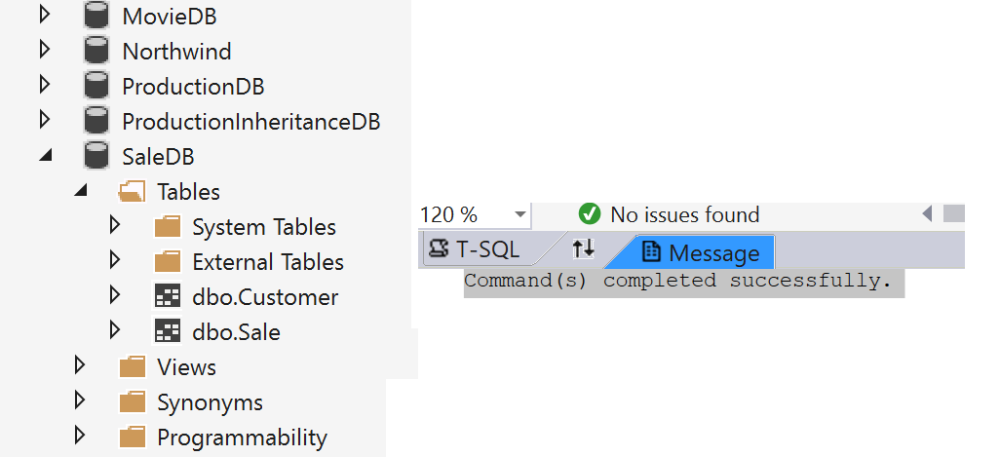 MovieDB
Northwind
ProductionDB
ProductionInheritanceDB
SaleDB
Tables
System Tables
External Tables
dbo.Customer
dbo.Sale
Views
Synonyms
Programmability
120 %
No issues found
T-SQL
Message
Command(s) completed successfully.